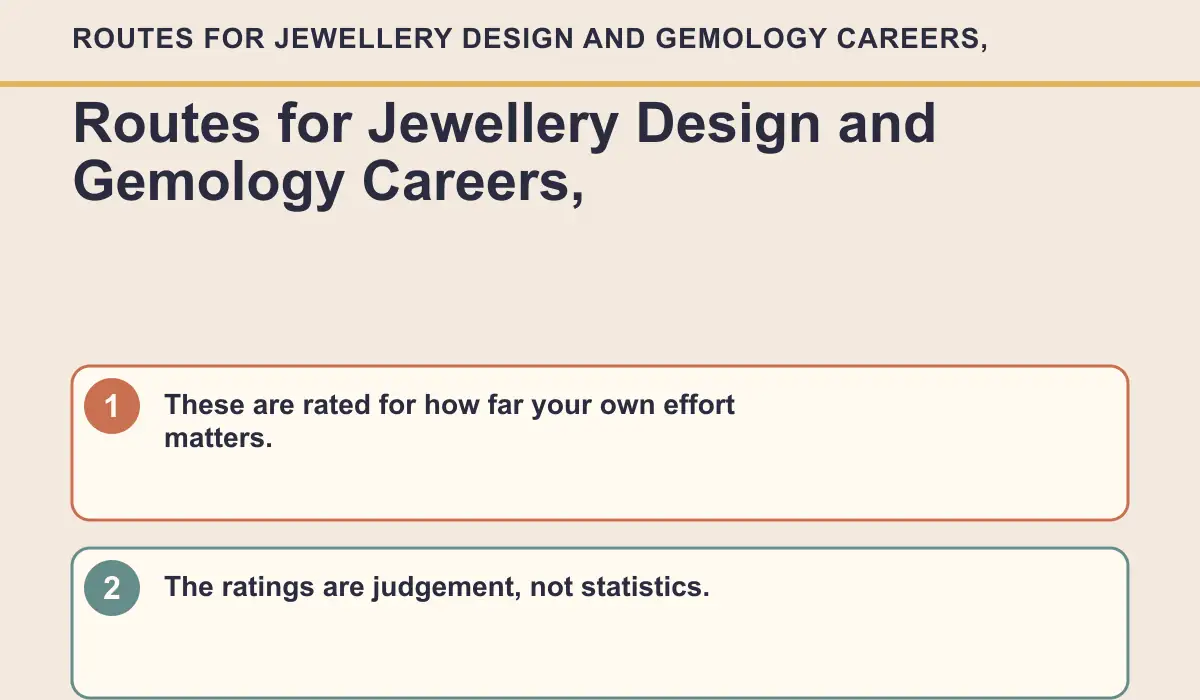 ROUTES FOR JEWELLERY DESIGN AND GEMOLOGY CAREERS,
Routes for Jewellery Design and
Gemology Careers,
1
These are rated for how far your own effort
matters.
2
The ratings are judgement, not statistics.